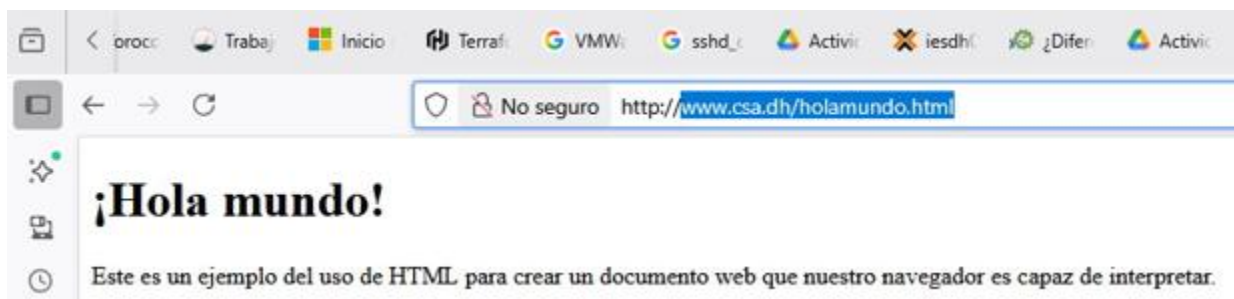 Trabaj Inicio Terraf VMW sshd_ Activi iesdh ¿Difer Activi
No seguro http://www.csa.dh/holamundo.html
¡Hola mundo!
Este es un ejemplo del uso de HTML para crear un documento web que nuestro navegador es capaz de interpretar.